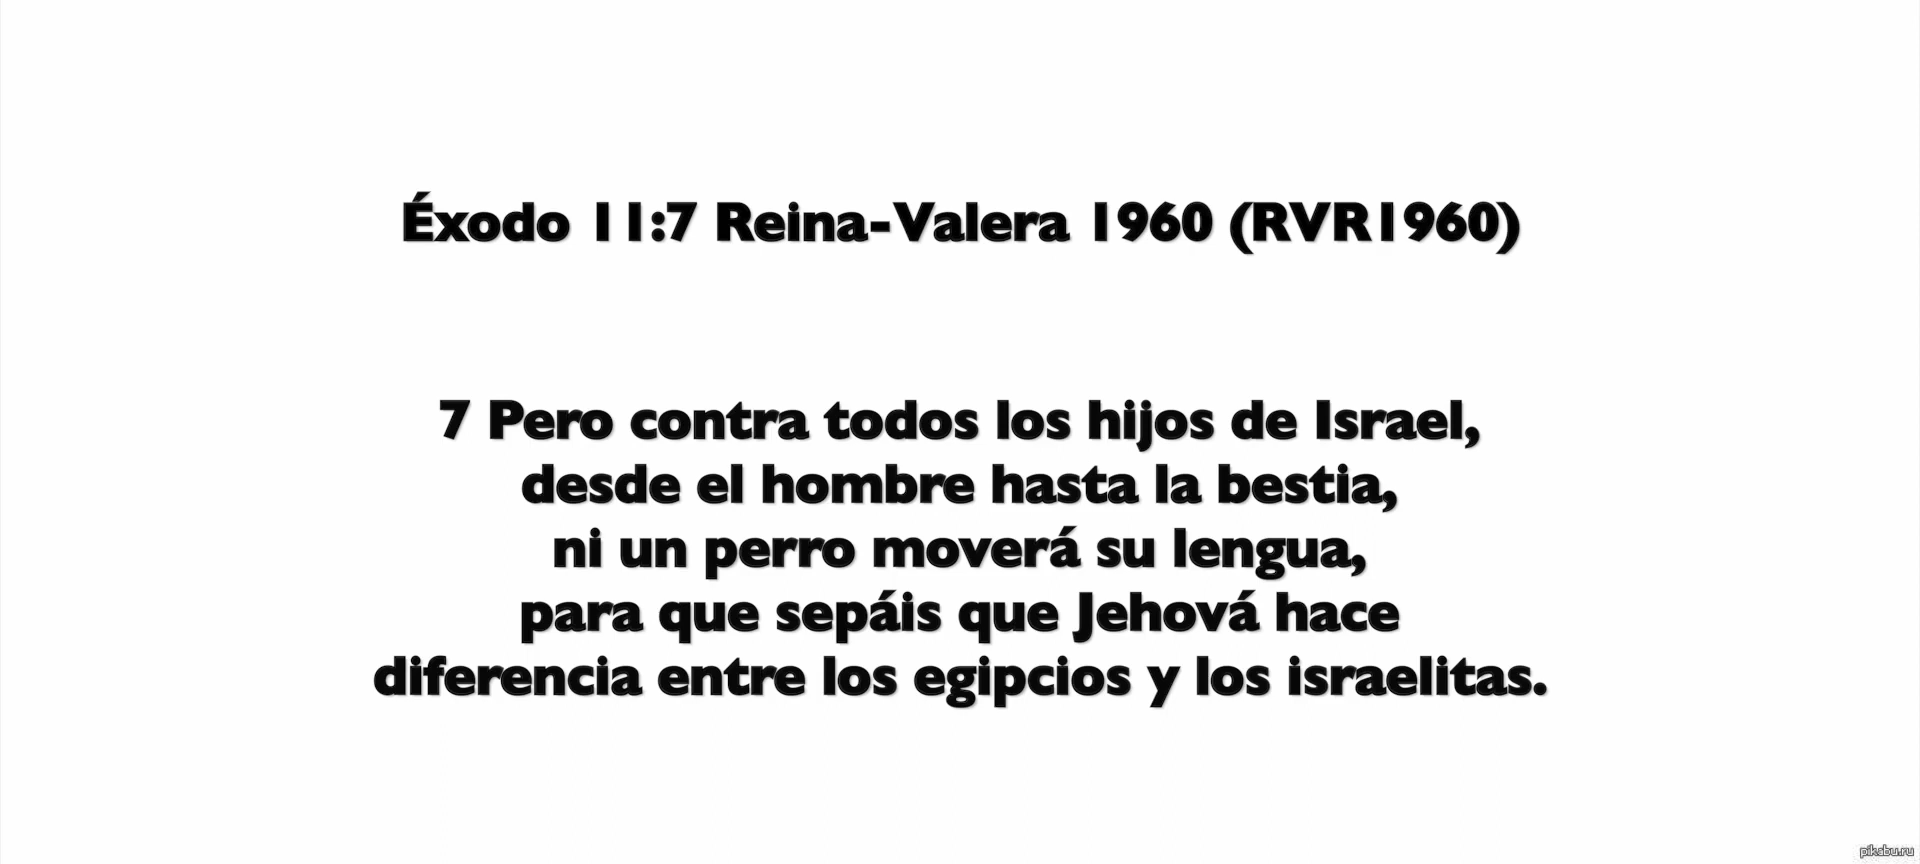 Éxodo 11:7 Reina-Valera 1960 (RVR1960)
7 Pero contra todos los hijos de Israel,
desde el hombre hasta la bestia,
ni un perro moverá su lengua,
para que sepáis que Jehová hace
diferencia entre los egipcios y los israelitas.
piksbu.ru